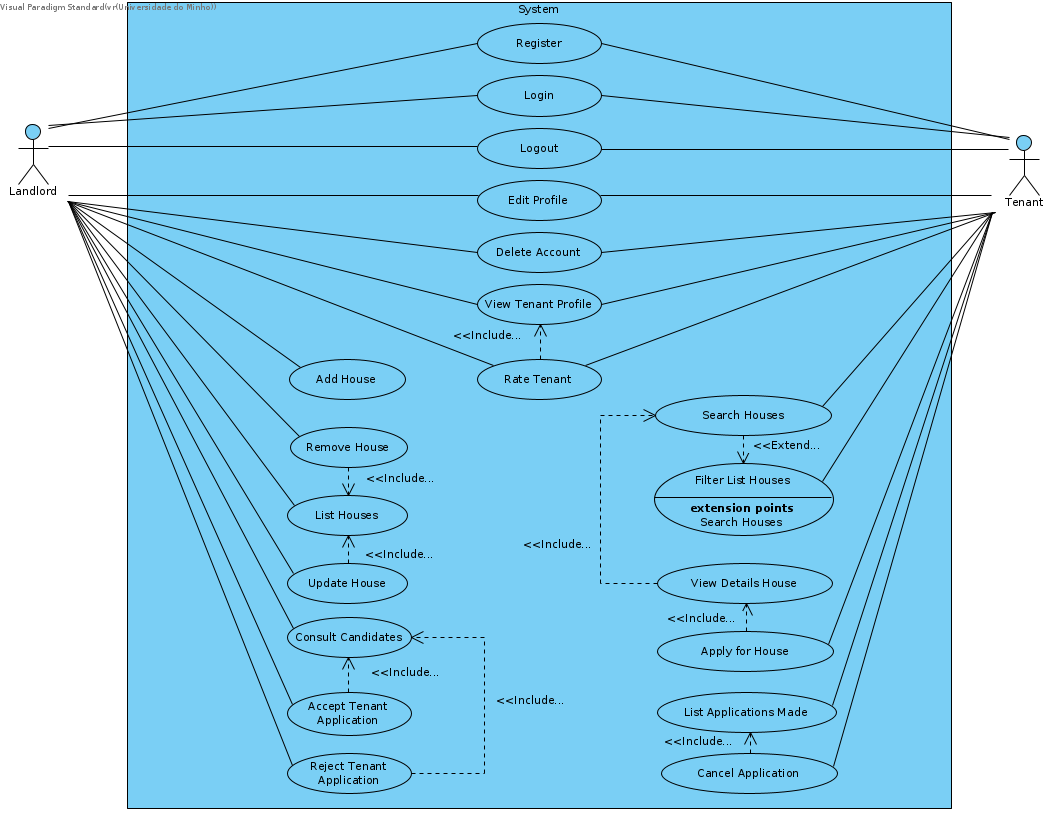 Visual Paradigm Standard(vr(Universidade do Minho))
System
Register
Login
Logout
Landlord
Edit Profile
Tenant
Delete Account
View Tenant Profile
<<Include...
Add House
Rate Tenant
Search Houses
Remove House
<<Extend...
<<Include...
Filter List Houses
extension points
Search Houses
List Houses
<<Include...
<<Include...
Update House
View Details House
<<Include...
Consult Candidates
Apply for House
<<Include...
<<Include...
Accept Tenant
Application
List Applications Made
<<Include...
Reject Tenant
Application
Cancel Application